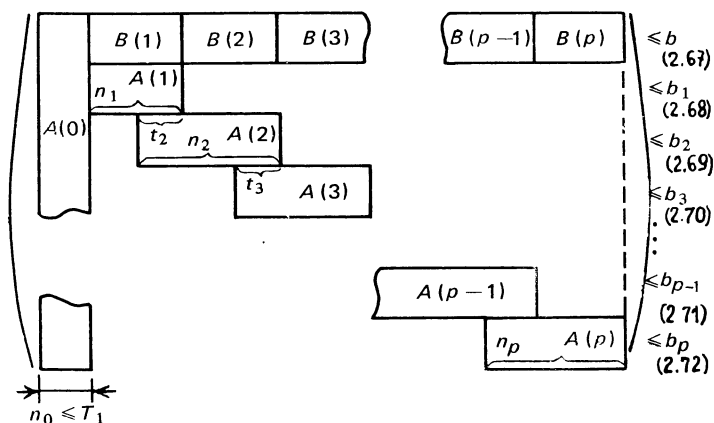 B(1) B(2) B(3) B(p-1) B(p) ≤b
(2.67)
A(1) ≤b₁
n₁ (2.68)
A(0) t₂ n₂ A(2) ≤b₂
(2.69)
t₃ A(3) ≤b₃
(2.70)
⋮
A(p-1) ≤bₚ₋₁
(2.71)
nₚ A(p) ≤bₚ
(2.72)
n₀ ≤ T₁